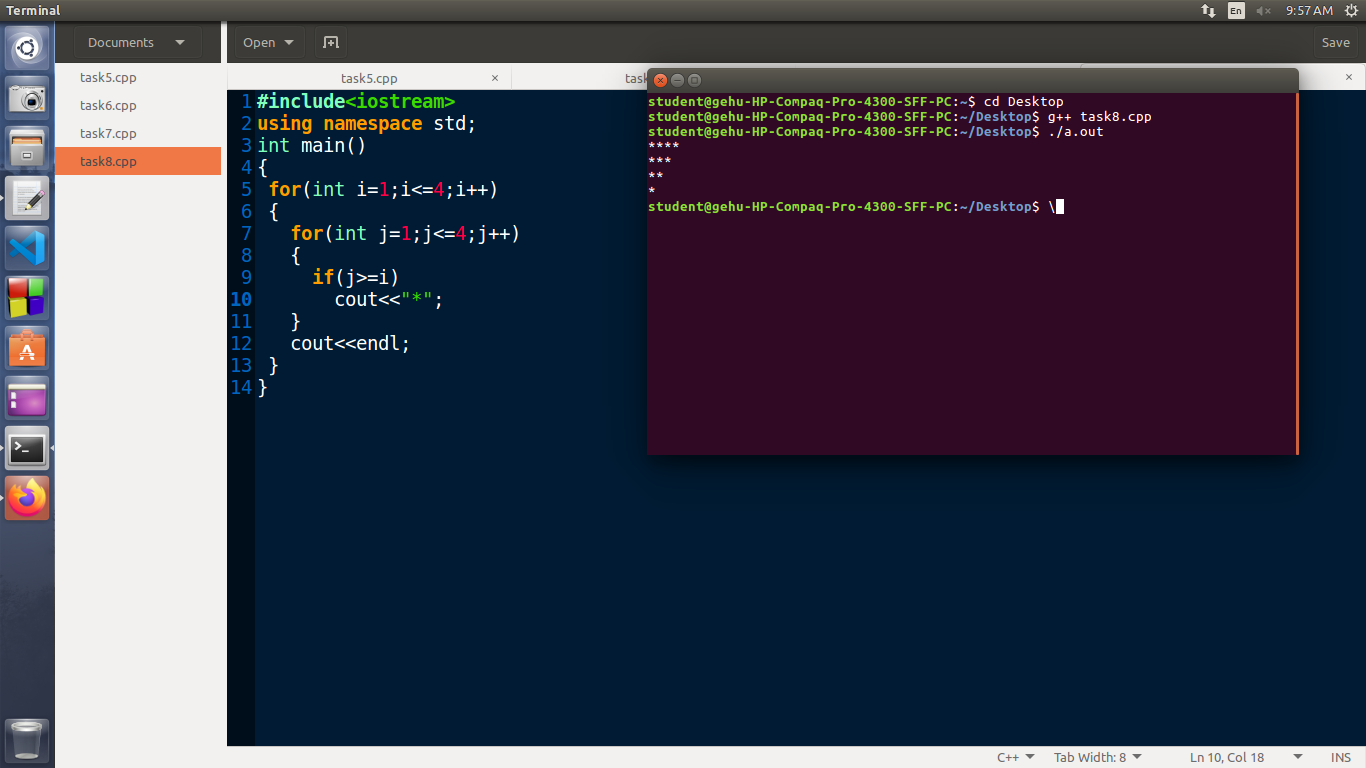 Terminal
En
9:57 AM
Documents
Open
Save
task5.cpp
task6.cpp
task7.cpp
task8.cpp
task5.cpp ×
×
1 #include<iostream>
2 using namespace std;
3 int main()
4 {
5  for(int i=1;i<=4;i++)
6  {
7    for(int j=1;j<=4;j++)
8    {
9      if(j>=i)
10       cout<<"*";
11   }
12   cout<<endl;
13 }
14 }
student@gehu-HP-Compaq-Pro-4300-SFF-PC:~$ cd Desktop
student@gehu-HP-Compaq-Pro-4300-SFF-PC:~/Desktop$ g++ task8.cpp
student@gehu-HP-Compaq-Pro-4300-SFF-PC:~/Desktop$ ./a.out
****
***
**
*
student@gehu-HP-Compaq-Pro-4300-SFF-PC:~/Desktop$ \
C++
Tab Width: 8
Ln 10, Col 18
INS